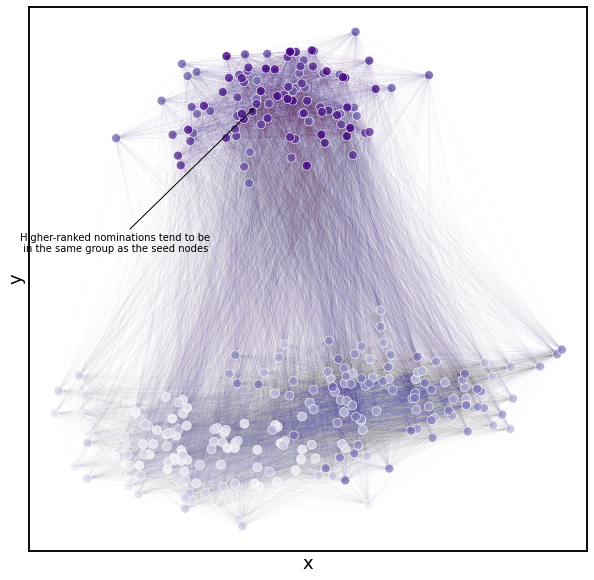 Higher-ranked nominations tend to be
in the same group as the seed nodes
y
x